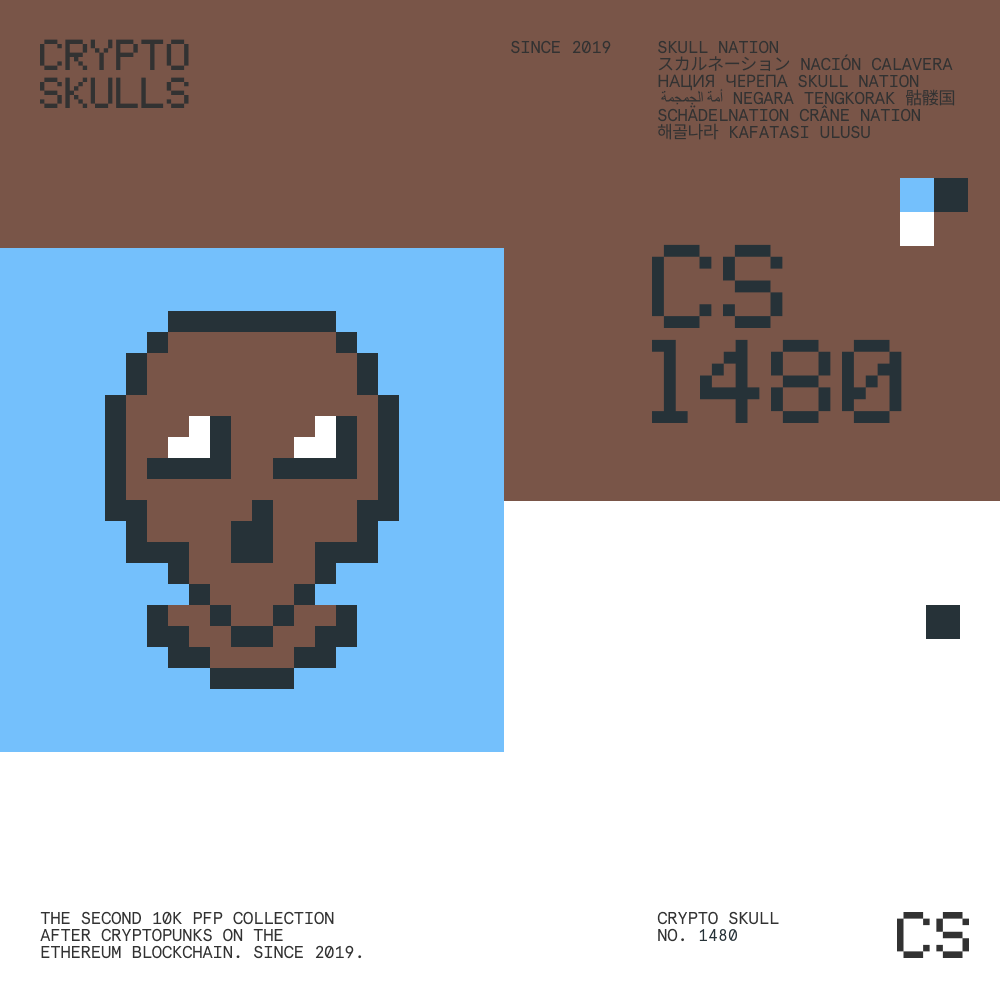 CRYPTO
SKULLS
SINCE 2019
SKULL NATION
スカルネーション NACIÓN CALAVERA
НАЦИЯ ЧЕРЕПА SKULL NATION
أمة الجمجمة NEGARA TENGKORAK 骷髅国
SCHÄDELNATION CRÂNE NATION
해골나라 KAFATASI ULUSU
CS
1480
THE SECOND 10K PFP COLLECTION
AFTER CRYPTOPUNKS ON THE
ETHEREUM BLOCKCHAIN. SINCE 2019.
CRYPTO SKULL
NO. 1480
CS